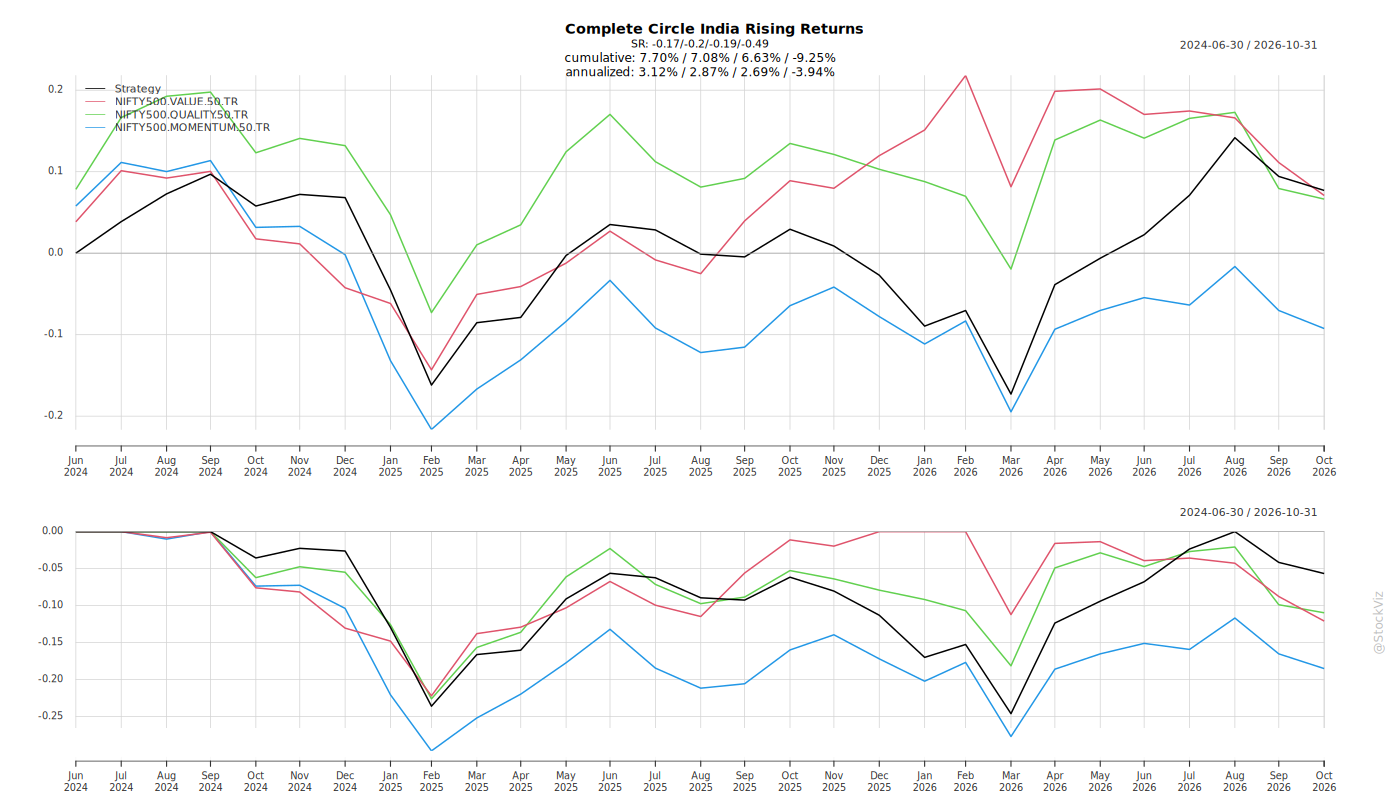 Complete Circle India Rising Returns
SR: -0.17/-0.2/-0.19/-0.49
cumulative: 7.70% / 7.08% / 6.63% / -9.25%
annualized: 3.12% / 2.87% / 2.69% / -3.94%
2024-06-30 / 2026-10-31
Strategy
NIFTY500.VALUE.50.TR
NIFTY500.QUALITY.50.TR
NIFTY500.MOMENTUM.50.TR
0.2
0.1
0.0
-0.1
-0.2
Jun Jul Aug Sep Oct Nov Dec Jan Feb Mar Apr May Jun Jul Aug Sep Oct Nov Dec Jan Feb Mar Apr May Jun Jul Aug Sep Oct
2024 2024 2024 2024 2024 2024 2024 2025 2025 2025 2025 2025 2025 2025 2025 2025 2025 2025 2025 2026 2026 2026 2026 2026 2026 2026 2026 2026 2026
2024-06-30 / 2026-10-31
0.00
-0.05
-0.10
-0.15
-0.20
-0.25
Jun Jul Aug Sep Oct Nov Dec Jan Feb Mar Apr May Jun Jul Aug Sep Oct Nov Dec Jan Feb Mar Apr May Jun Jul Aug Sep Oct
2024 2024 2024 2024 2024 2024 2024 2025 2025 2025 2025 2025 2025 2025 2025 2025 2025 2025 2025 2026 2026 2026 2026 2026 2026 2026 2026 2026 2026
@StockViz